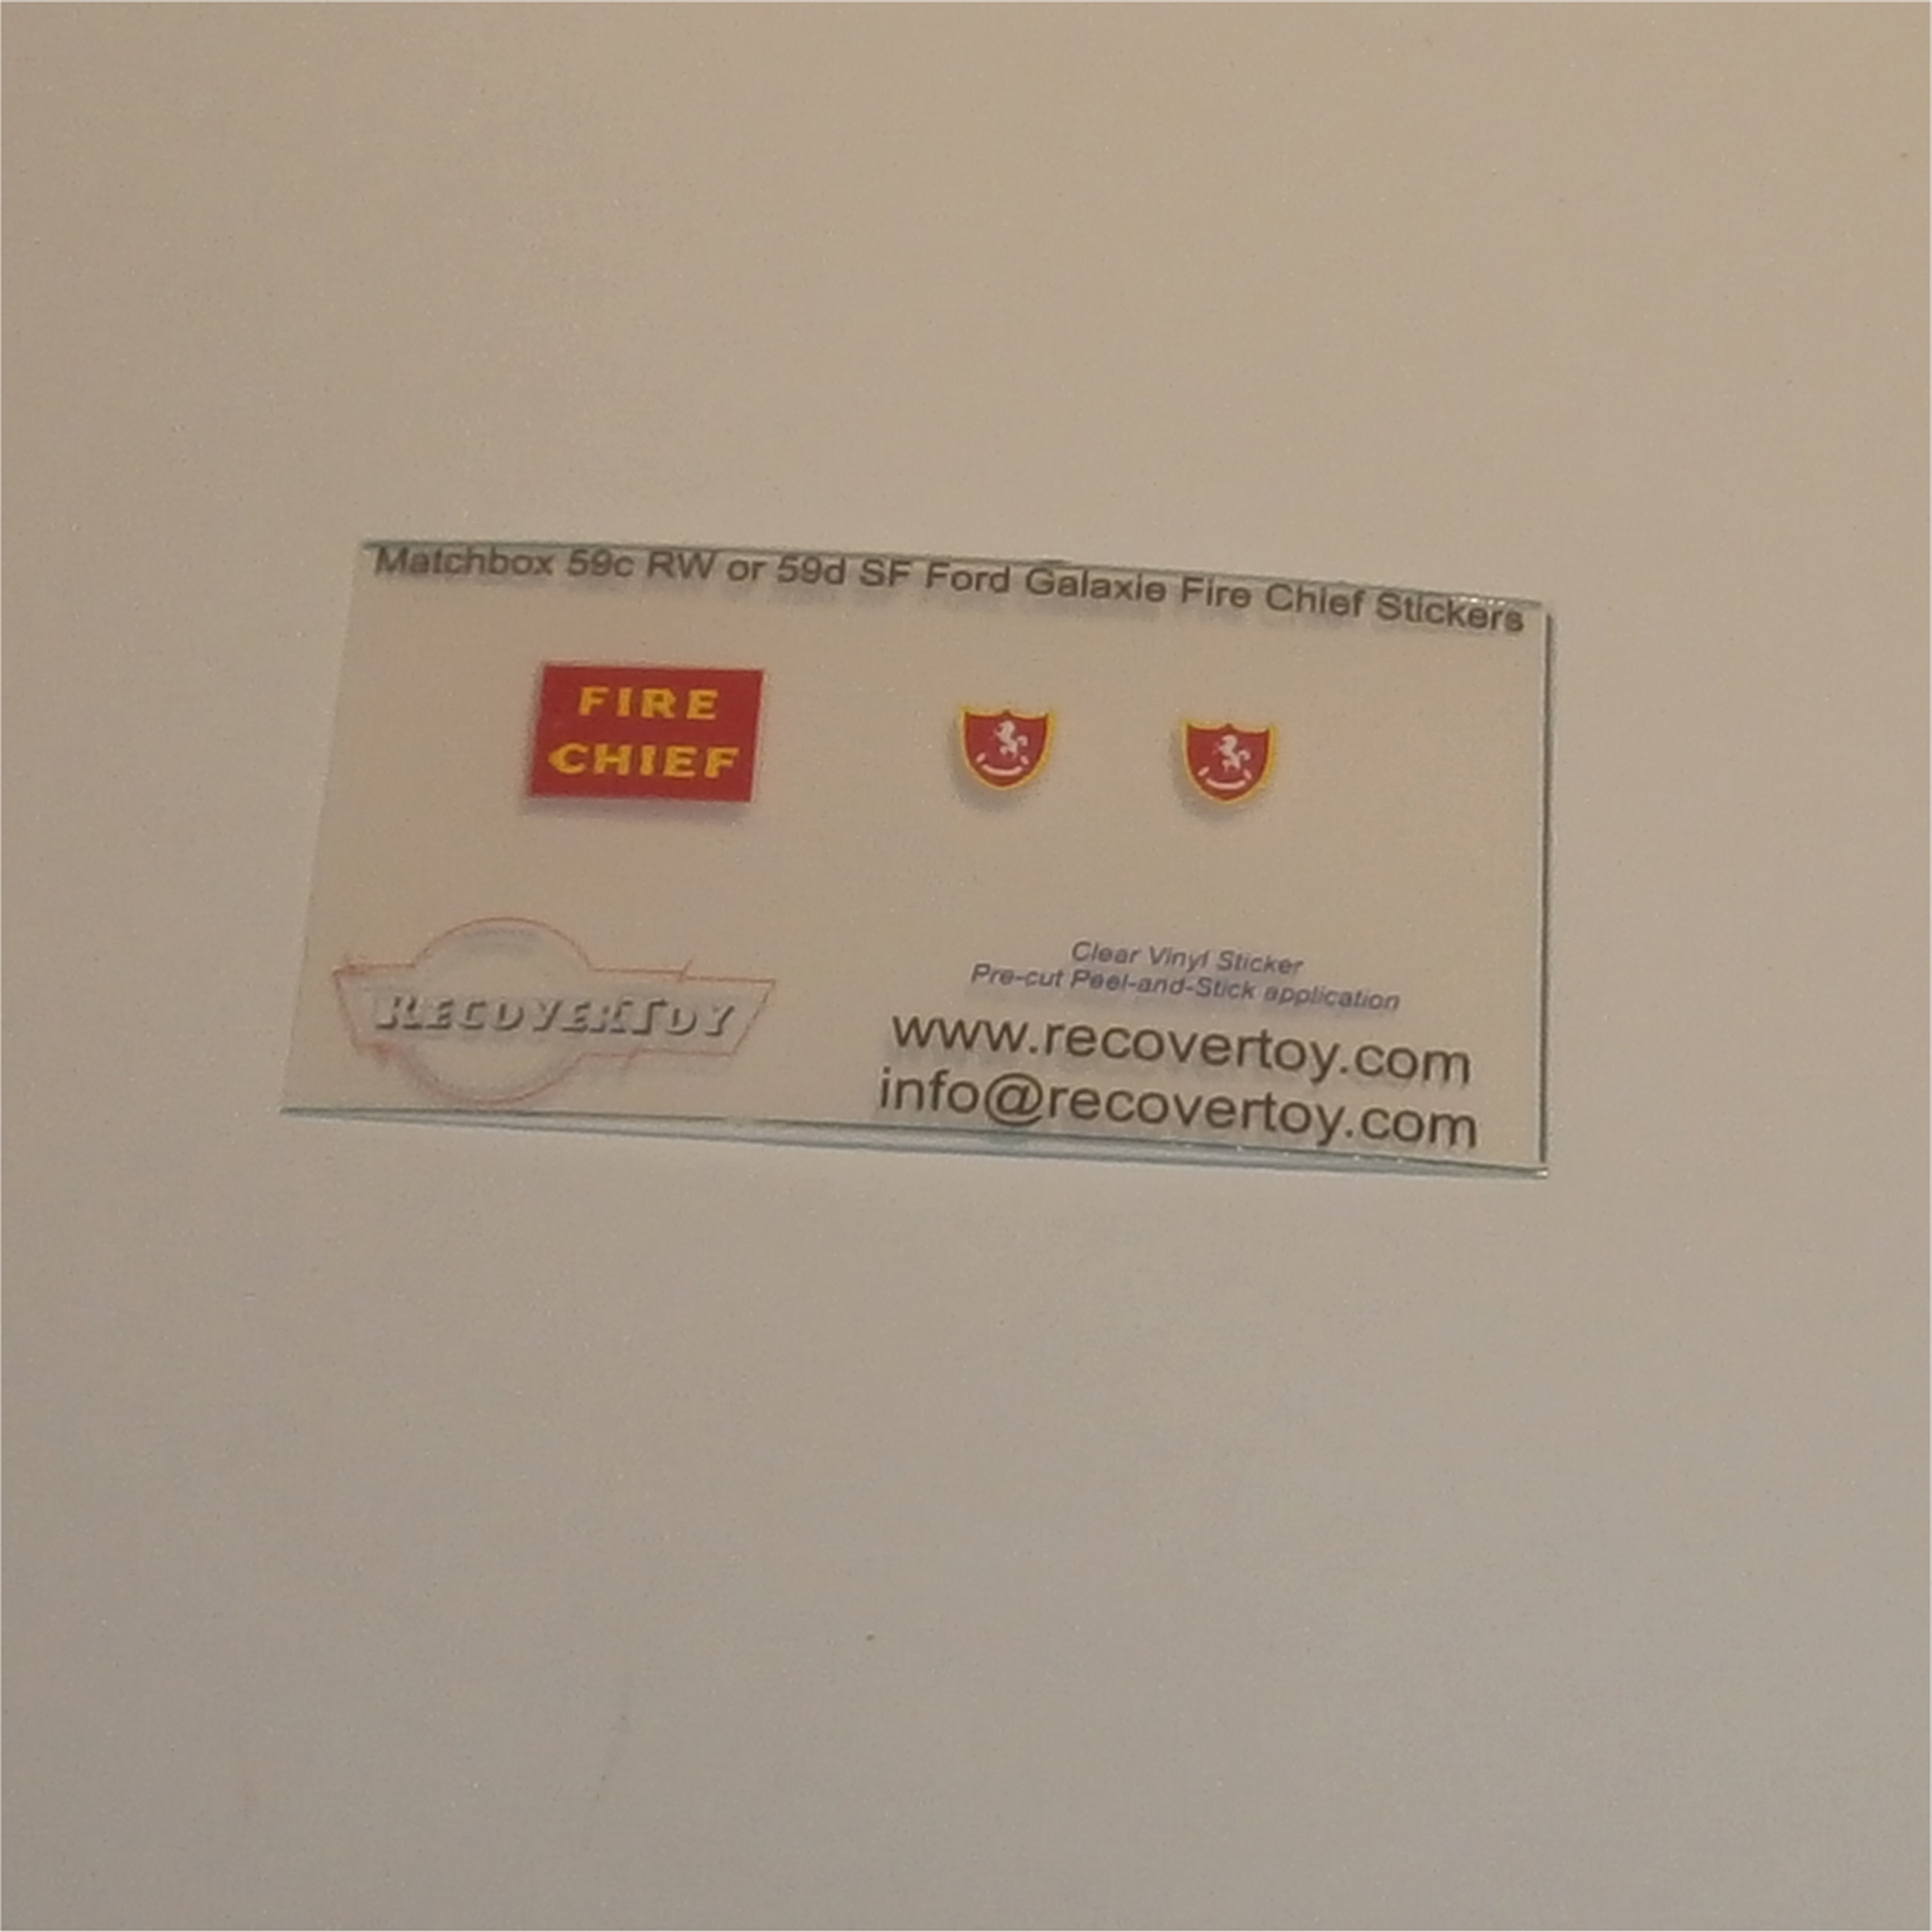 Matchbox 59c RW or 59d SF Ford Galaxie Fire Chief Stickers
FIRE
CHIEF
RECOVERTOY
Clear Vinyl Sticker
Pre-cut Peel-and-Stick application
www.recovertoy.com
info@recovertoy.com